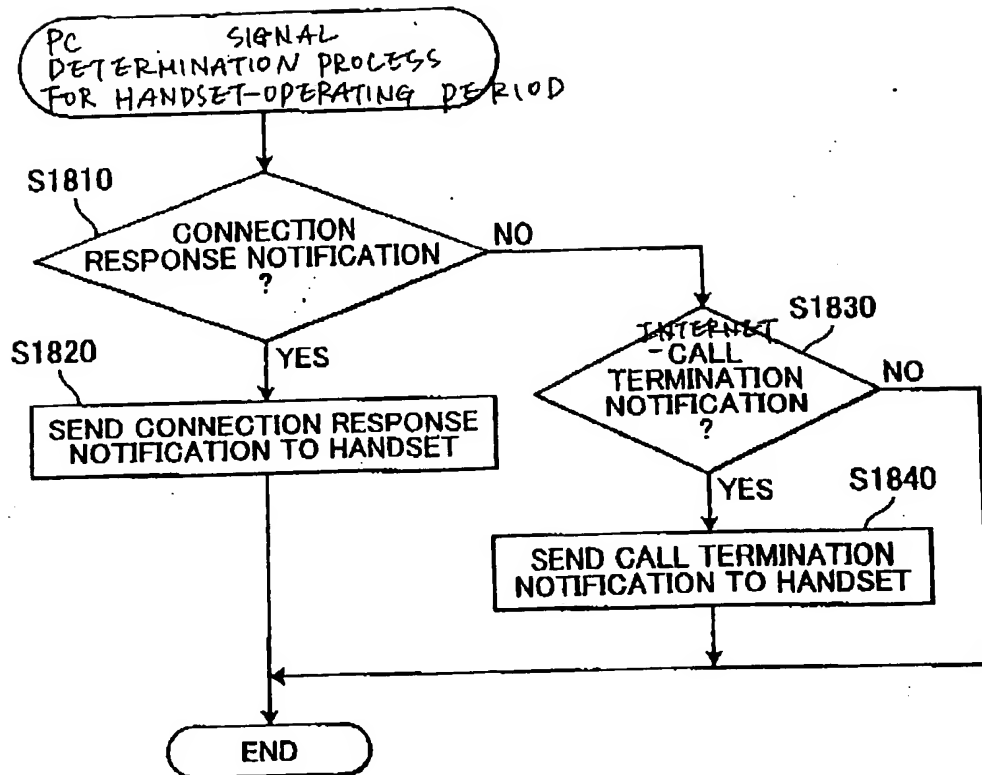 PC SIGNAL
DETERMINATION PROCESS
FOR HANDSET-OPERATING PERIOD
S1810
CONNECTION
RESPONSE NOTIFICATION
?
NO
YES
S1820
SEND CONNECTION RESPONSE
NOTIFICATION TO HANDSET
S1830
INTERNET
-CALL
TERMINATION
NOTIFICATION
?
NO
YES
S1840
SEND CALL TERMINATION
NOTIFICATION TO HANDSET
END